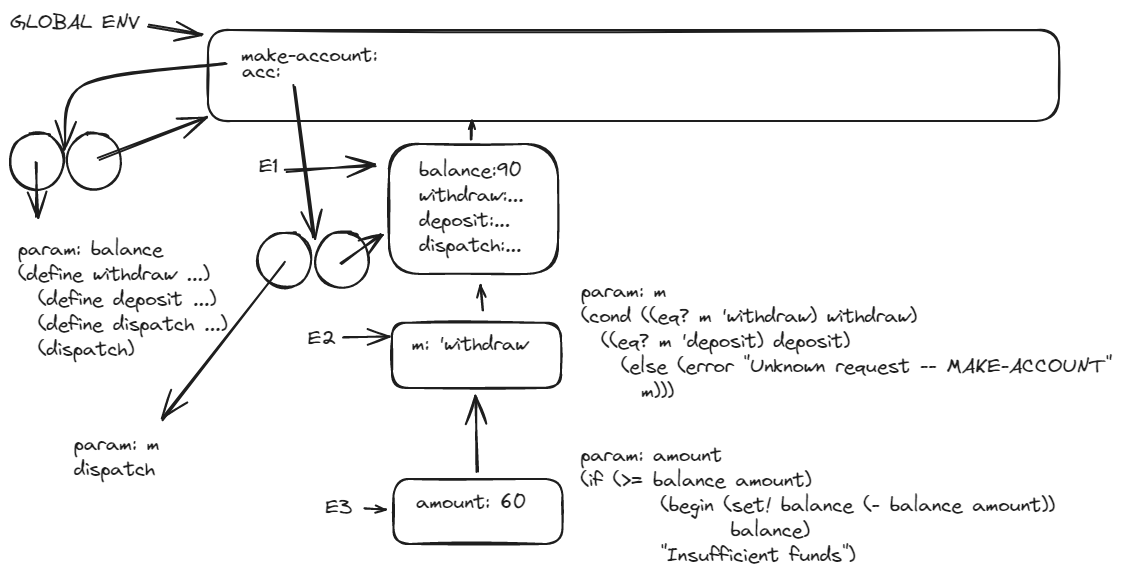 GLOBAL ENV
make-account:
acc:
E1
balance:90
withdraw:...
deposit:...
dispatch:...
param: balance
(define withdraw ...)
(define deposit ...)
(define dispatch ...)
(dispatch)
E2
m: 'withdraw
param: m
(cond ((eq? m 'withdraw) withdraw)
((eq? m 'deposit) deposit)
(else (error "Unknown request -- MAKE-ACCOUNT"
m)))
param: m
dispatch
E3
amount: 60
param: amount
(if (>= balance amount)
(begin (set! balance (- balance amount))
balance)
"Insufficient funds")